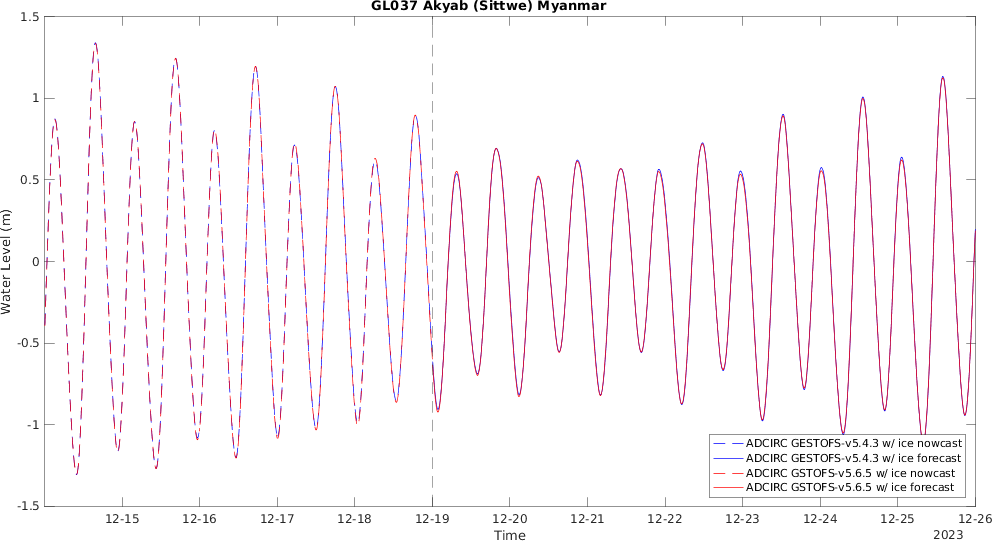 GL037 Akyab (Sittwe) Myanmar
1.5
1
0.5
0
-0.5
-1
-1.5
Water Level (m)
ADCIRC GESTOFS-v5.4.3 w/ ice nowcast
ADCIRC GESTOFS-v5.4.3 w/ ice forecast
ADCIRC GSTOFS-v5.6.5 w/ ice nowcast
ADCIRC GSTOFS-v5.6.5 w/ ice forecast
12-15 12-16 12-17 12-18 12-19 12-20 12-21 12-22 12-23 12-24 12-25 12-26
Time 2023